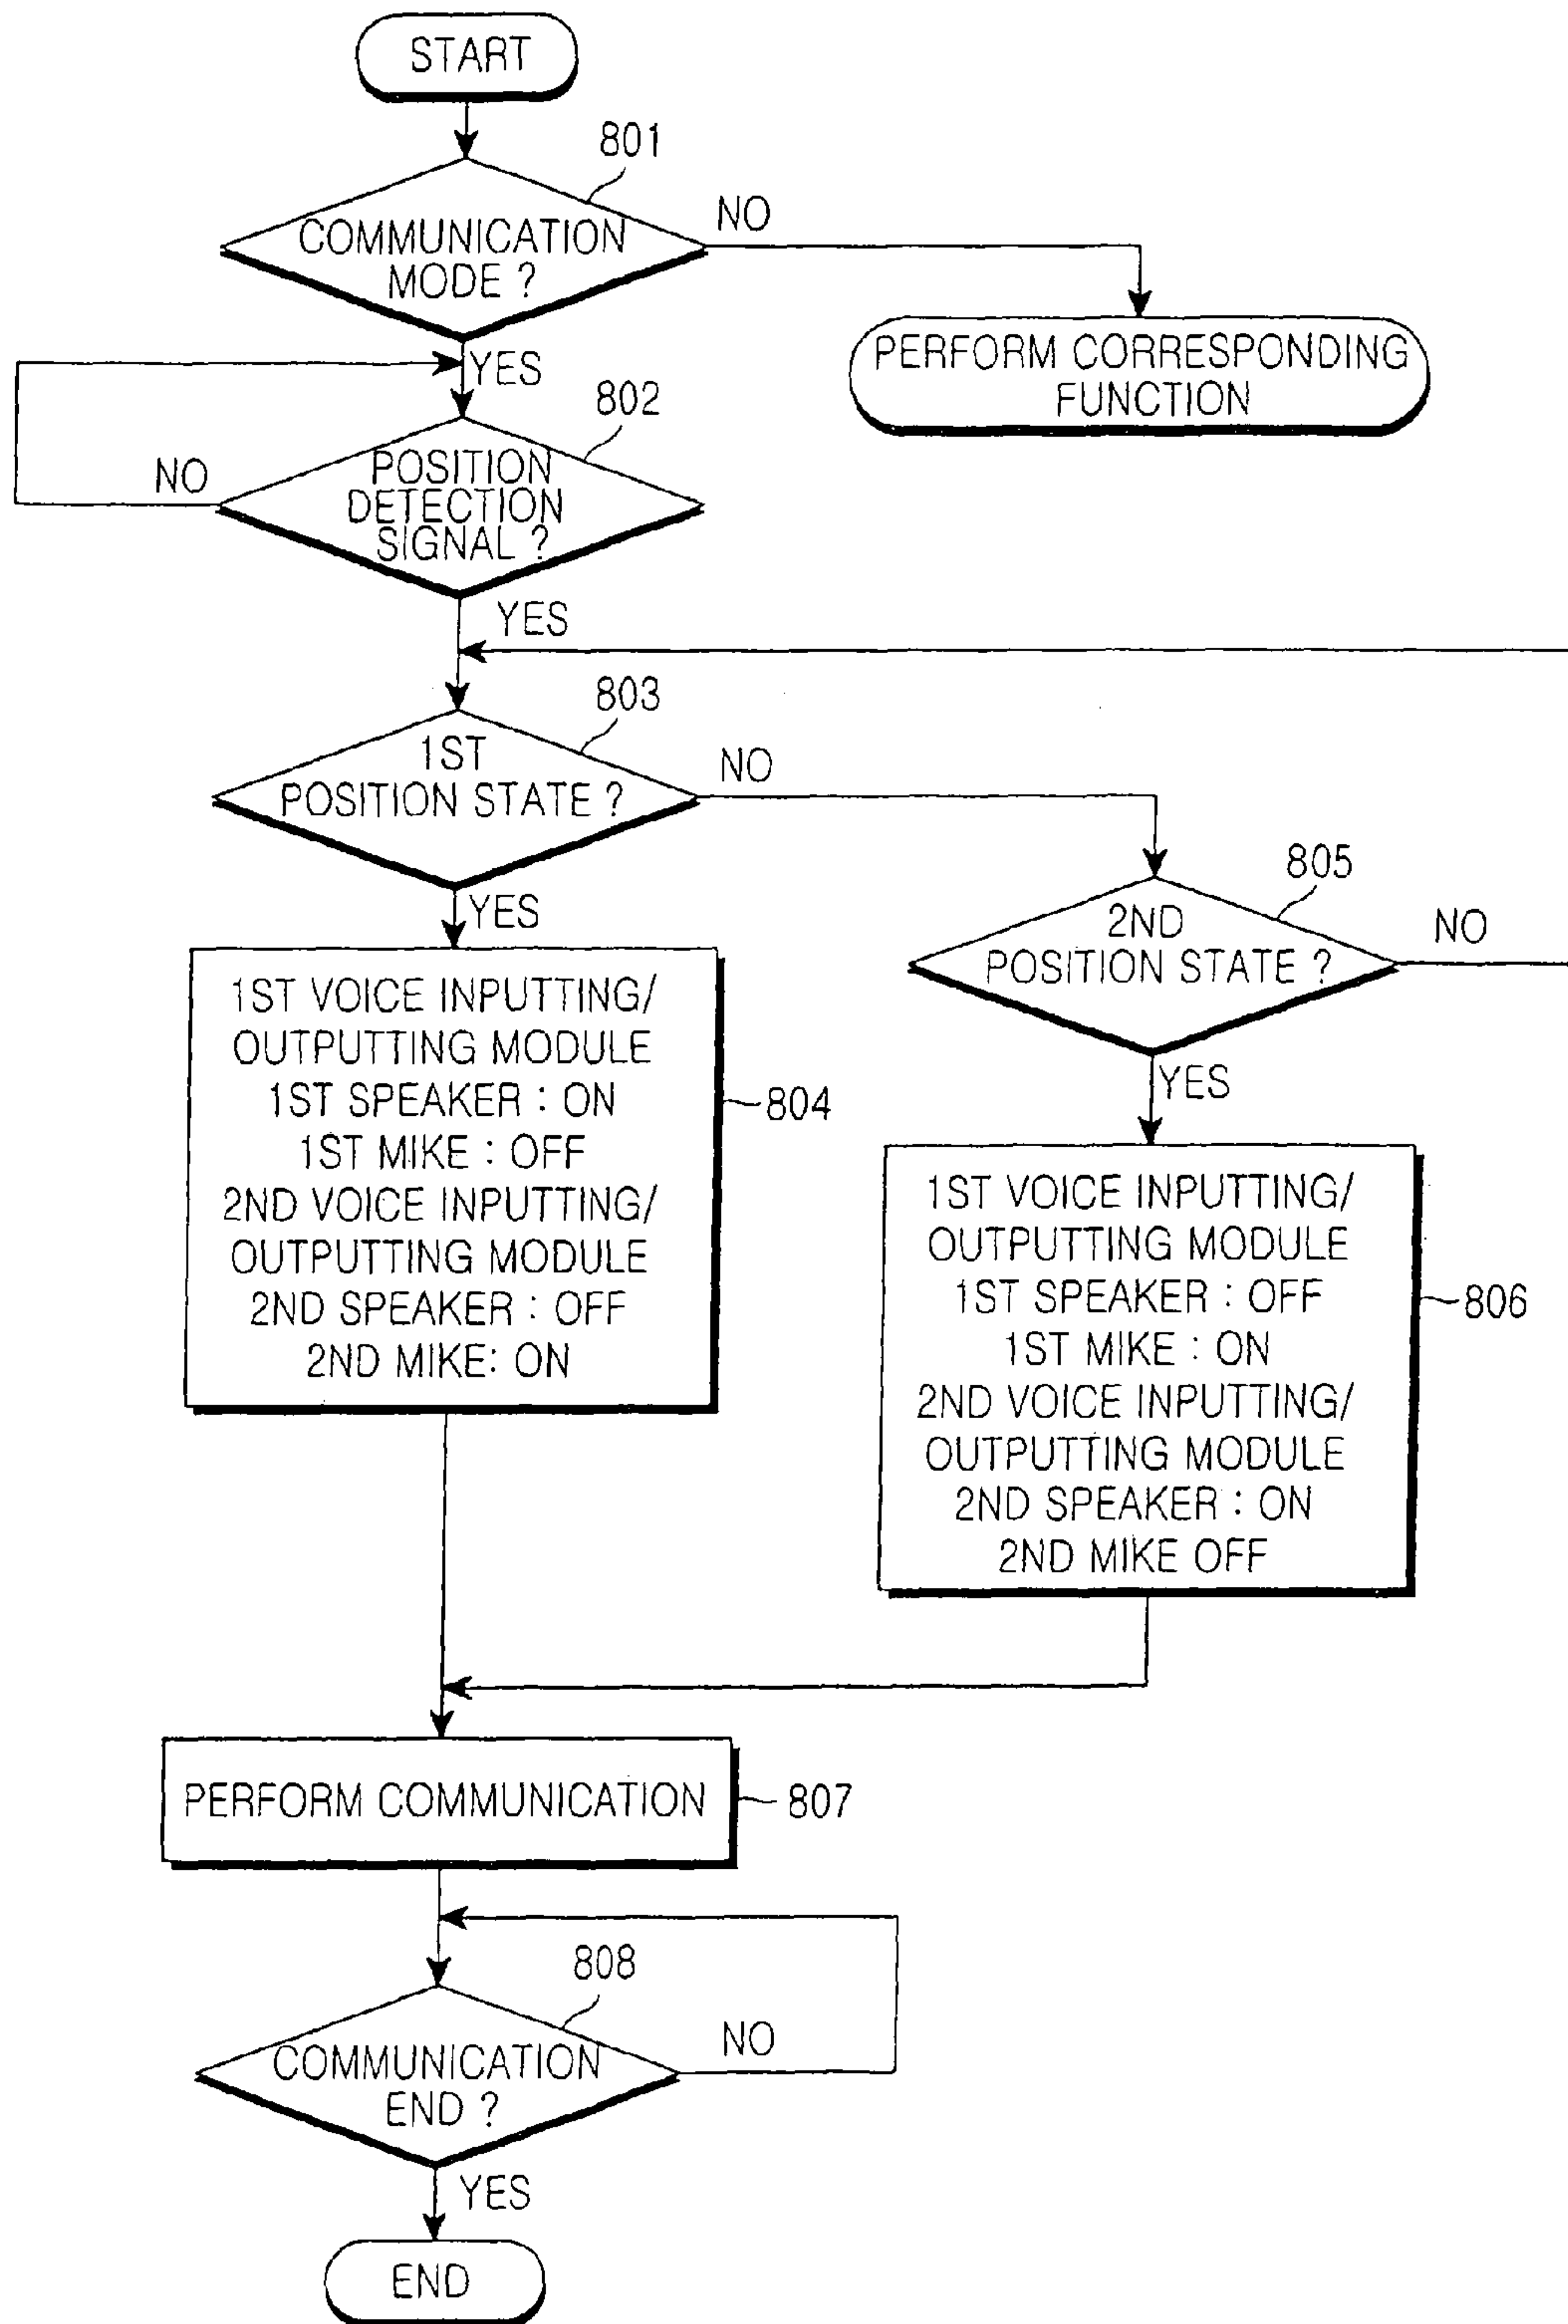 START
801
COMMUNICATION
MODE ?
NO
YES
PERFORM CORRESPONDING
FUNCTION
802
POSITION
DETECTION
SIGNAL ?
NO
YES
803
1ST
POSITION STATE ?
NO
YES
805
2ND
POSITION STATE ?
NO
YES
1ST VOICE INPUTTING/
OUTPUTTING MODULE
1ST SPEAKER : ON
1ST MIKE : OFF
2ND VOICE INPUTTING/
OUTPUTTING MODULE
2ND SPEAKER : OFF
2ND MIKE: ON
804
1ST VOICE INPUTTING/
OUTPUTTING MODULE
1ST SPEAKER : OFF
1ST MIKE : ON
2ND VOICE INPUTTING/
OUTPUTTING MODULE
2ND SPEAKER : ON
2ND MIKE OFF
806
PERFORM COMMUNICATION
807
808
COMMUNICATION
END ?
NO
YES
END